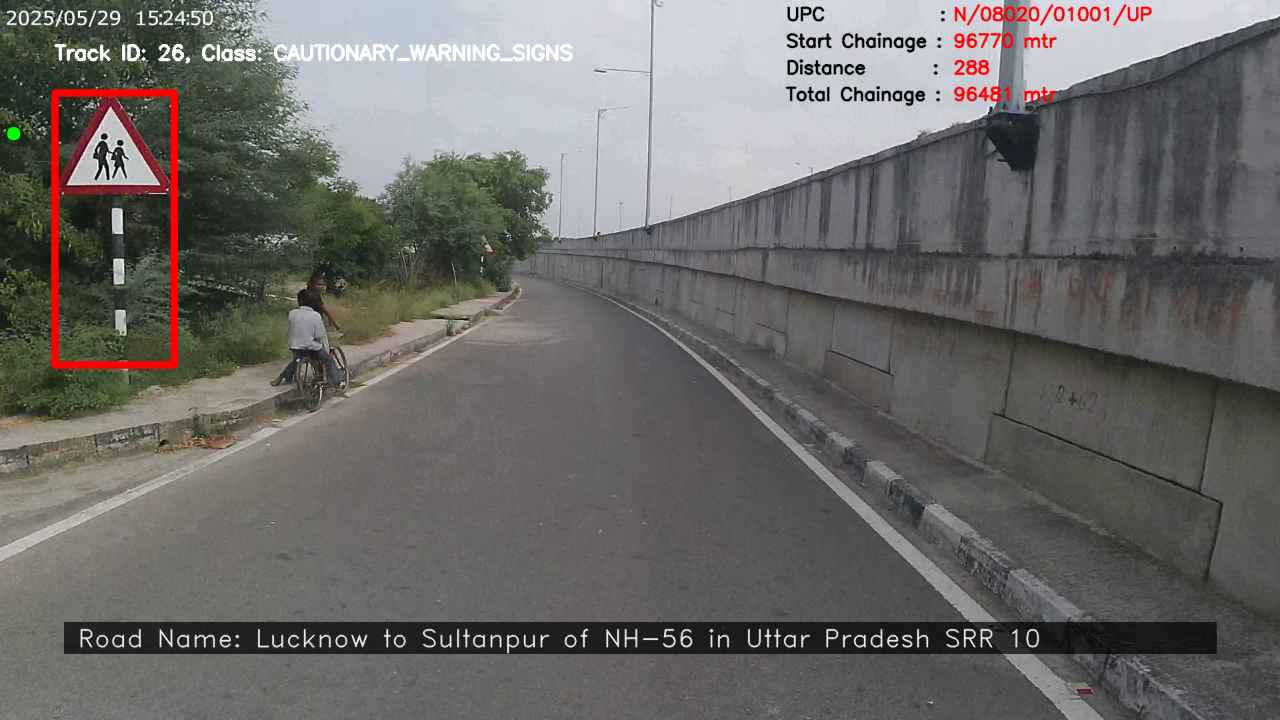 2025/05/29 15:24:50
Track ID: 26, Class: CAUTIONARY_WARNING_SIGNS
UPC : N/08020/01001/UP
Start Chainage : 96770 mtr
Distance : 288
Total Chainage : 96481 mtr
Road Name: Lucknow to Sultanpur of NH-56 in Uttar Pradesh SRR 10